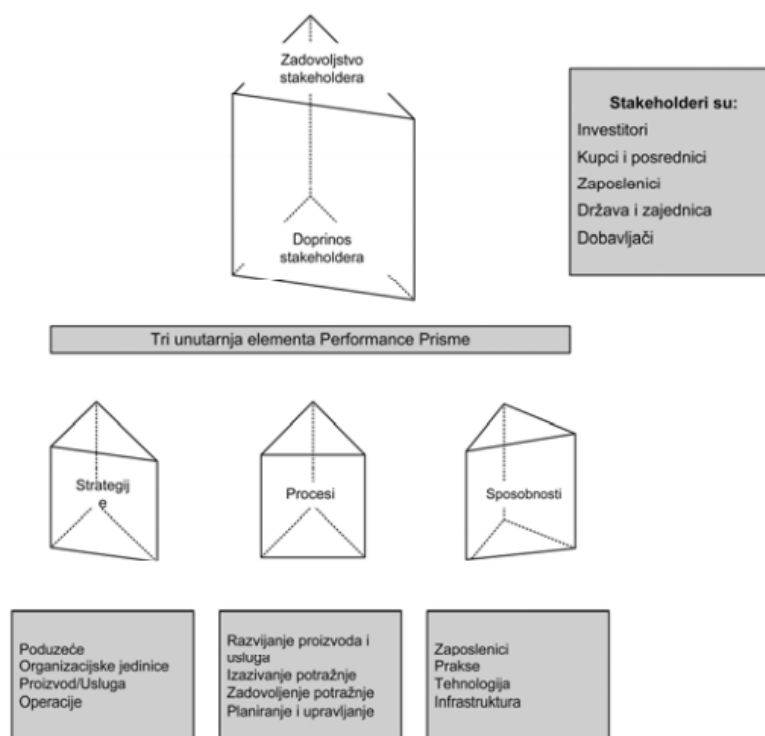 Zadovoljstvo
stakeholdera
Doprinos
stakeholdera
Stakeholderi su:
Investitori
Kupci i posrednici
Zaposlenici
Država i zajednica
Dobavljači
Tri unutarnja elementa Performance Prisme
Strategij
e
Procesi
Sposobnosti
Poduzeće
Organizacijske jedinice
Proizvod/Usluga
Operacije
Razvijanje proizvoda i
usluga
Izazivanje potražnje
Zadovoljenje potražnje
Planiranje i upravljanje
Zaposlenici
Prakse
Tehnologija
Infrastruktura